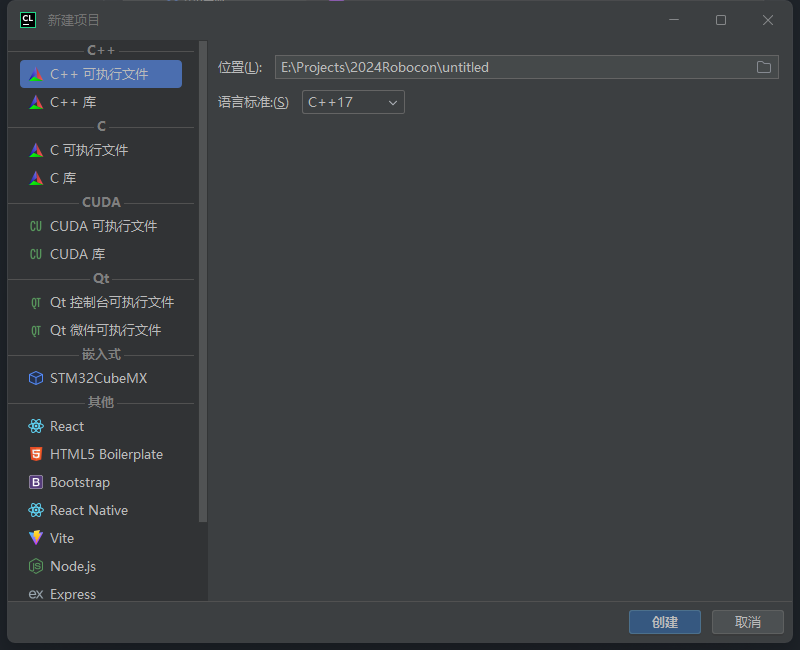 CL 新建项目
C++
C++ 可执行文件
C++ 库
C
C 可执行文件
C 库
CUDA
CU CUDA 可执行文件
CU CUDA 库
Qt
QT Qt 控制台可执行文件
QT Qt 微件可执行文件
嵌入式
STM32CubeMX
其他
React
5 HTML5 Boilerplate
B Bootstrap
React Native
Vite
JS Node.js
ex Express
位置(L): E:\Projects\2024Robocon\untitled
语言标准:(S) C++17
创建 取消